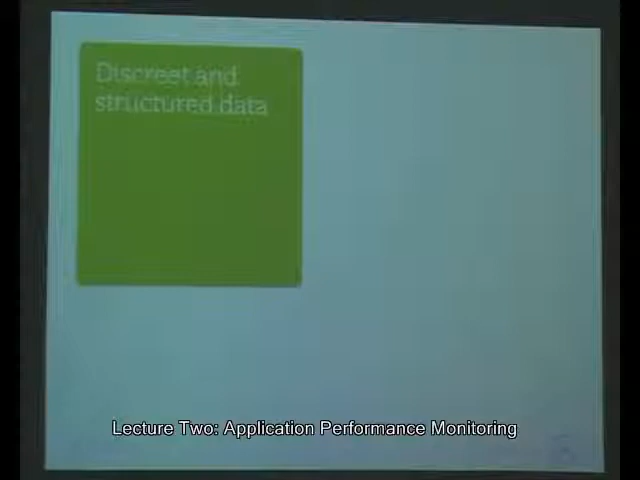 Discreet and
structured data
Lecture Two: Application Performance Monitoring